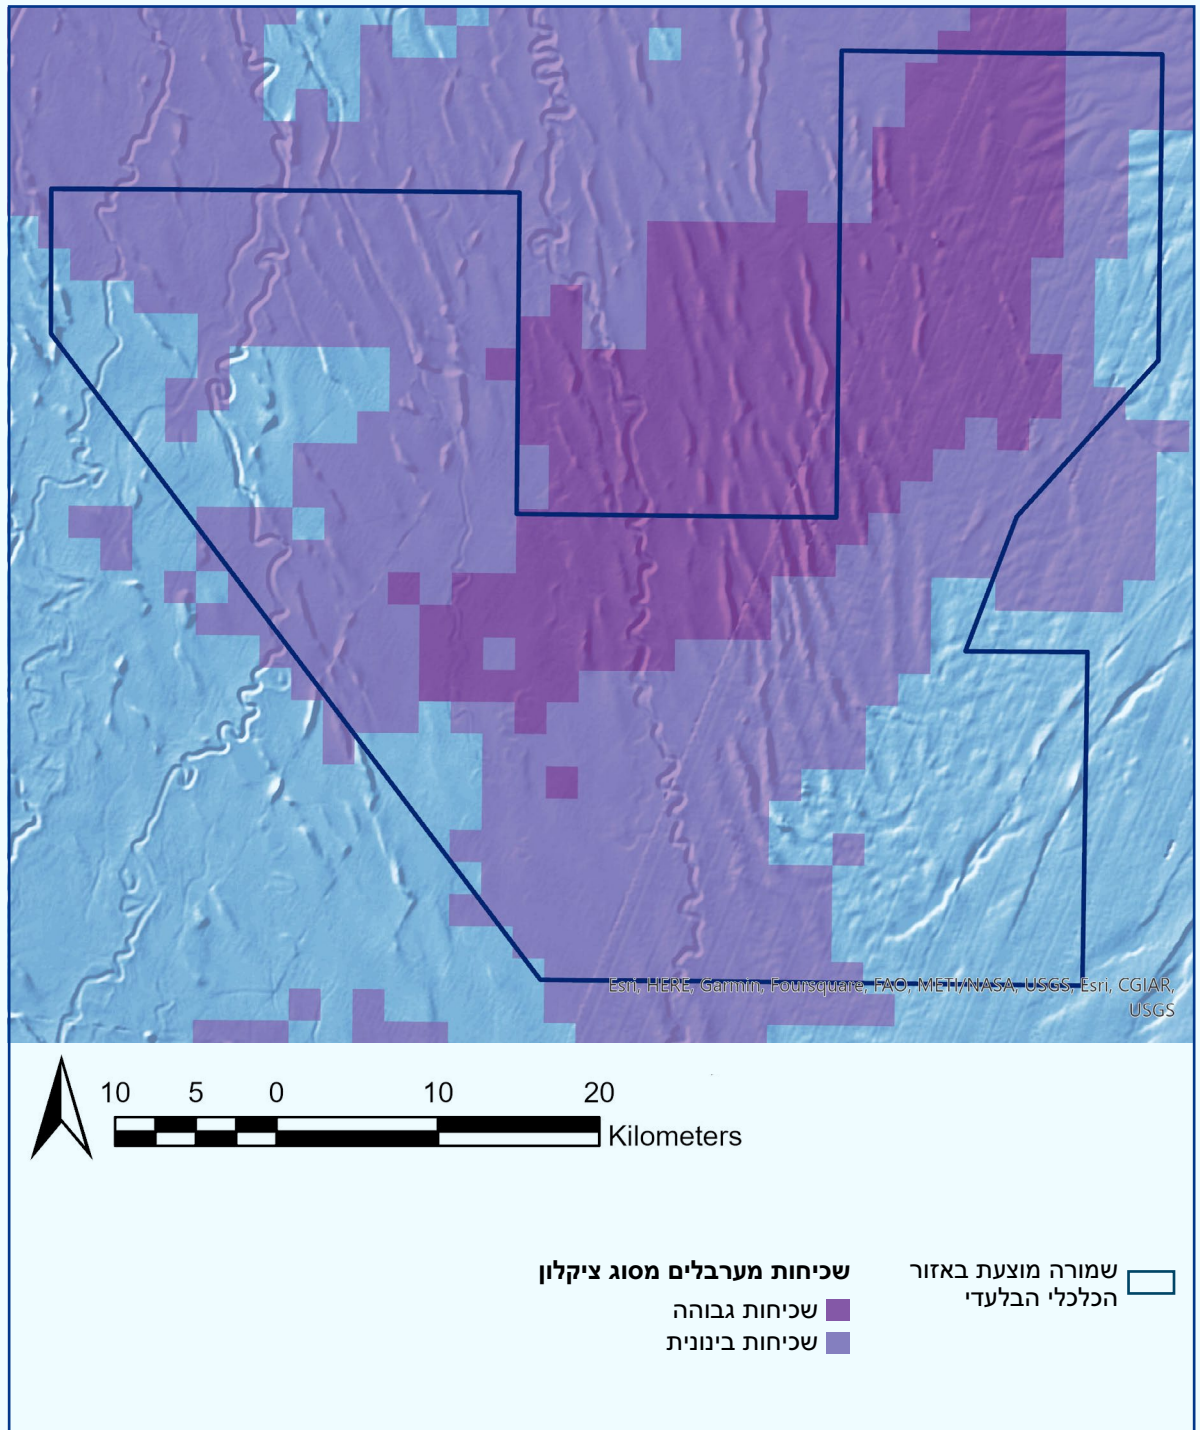 Esri, HERE, Garmin, Foursquare, FAO, METI/NASA, USGS, Esri, CGIAR,
USGS
10 5 0 10 20
Kilometers
שמורה מוצעת באזור
הכלכלי הבלעדי
שכיחות מערבלים מסוג ציקלון
שכיחות גבוהה
שכיחות בינונית